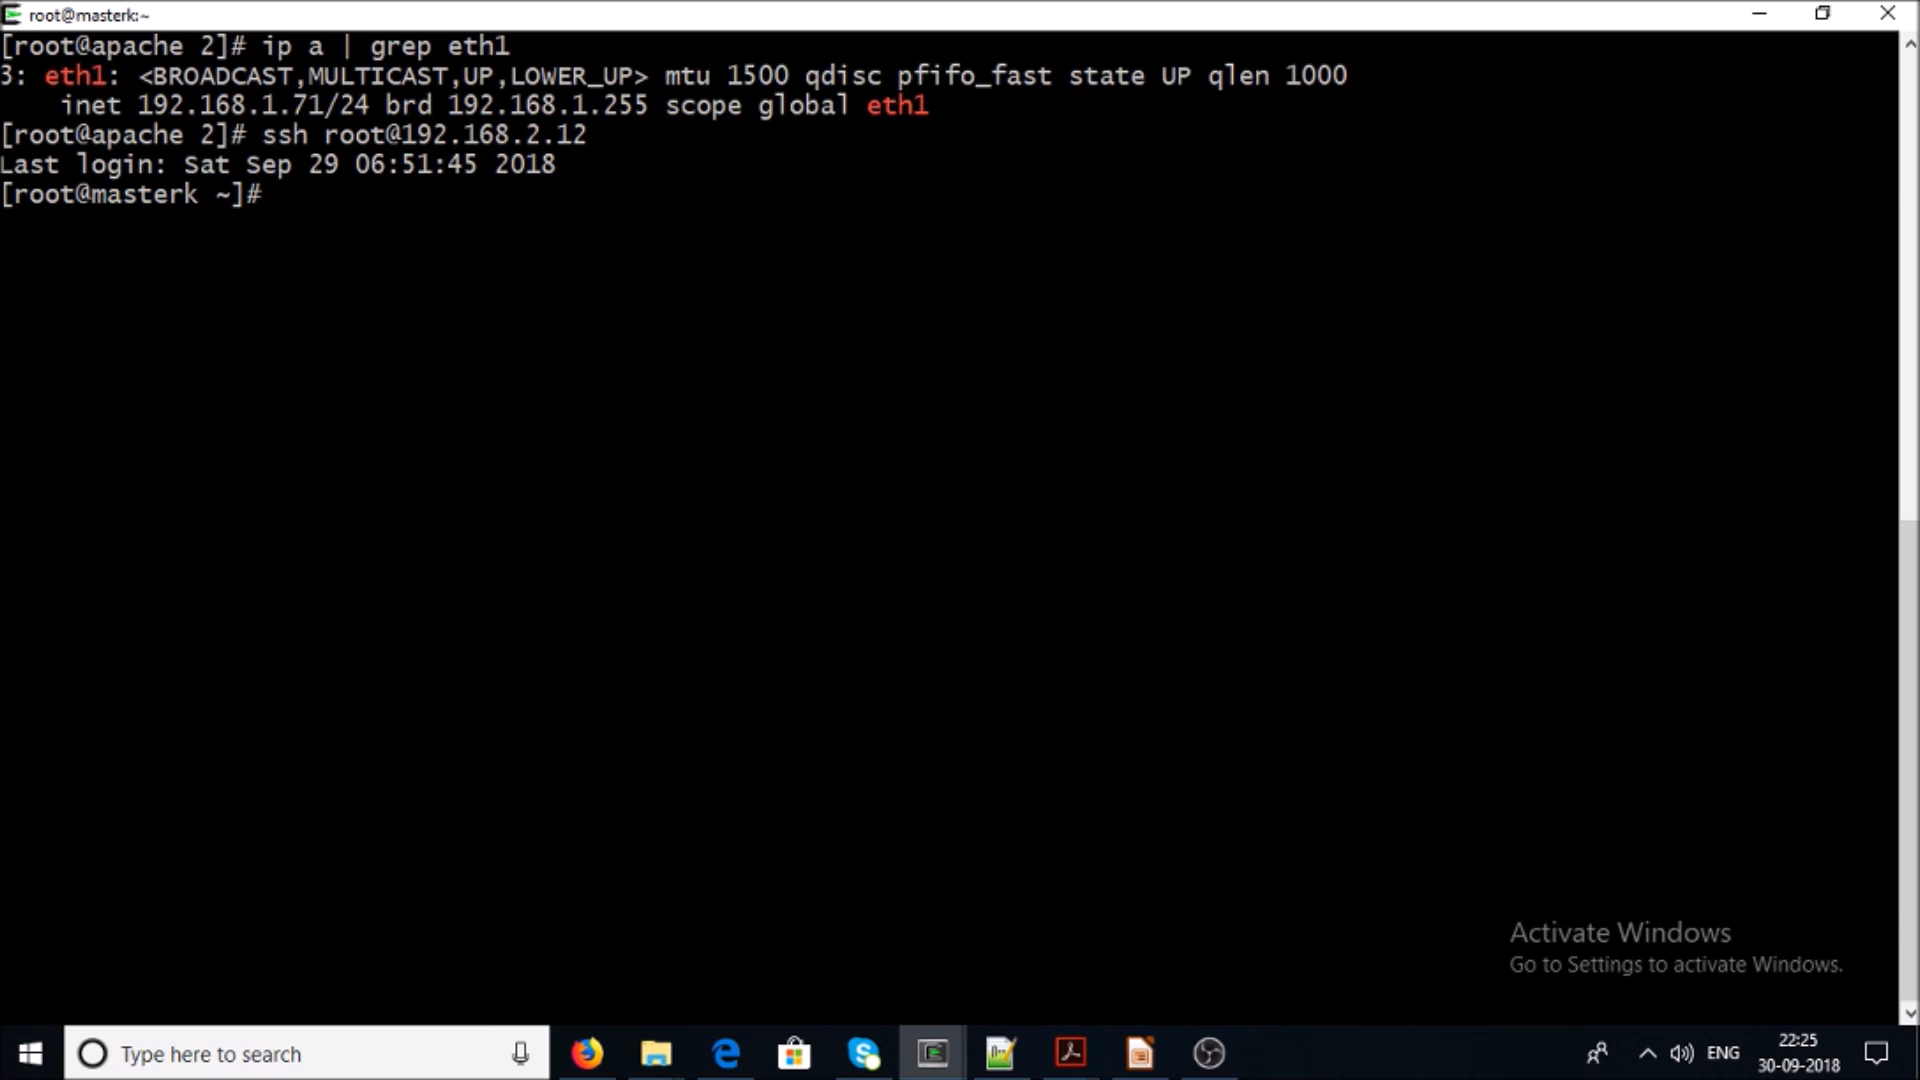 root@masterk:~
[root@apache 2]# ip a | grep eth1
3: eth1: <BROADCAST,MULTICAST,UP,LOWER_UP> mtu 1500 qdisc pfifo_fast state UP qlen 1000
    inet 192.168.1.71/24 brd 192.168.1.255 scope global eth1
[root@apache 2]# ssh root@192.168.2.12
Last login: Sat Sep 29 06:51:45 2018
[root@masterk ~]#
Activate Windows
Go to Settings to activate Windows.
Type here to search
ENG
22:25
30-09-2018